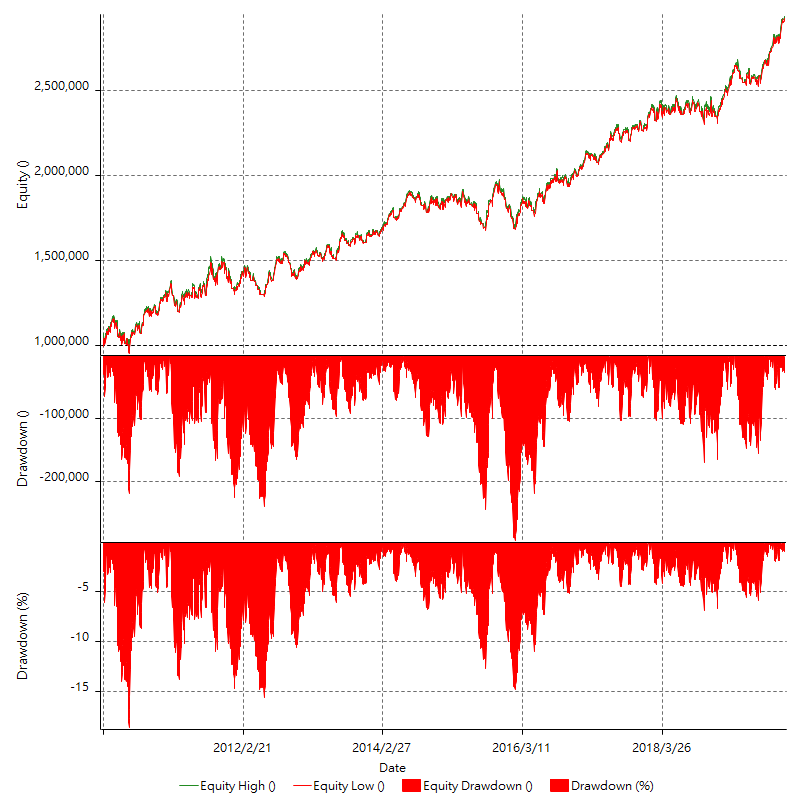 Equity ()
2,500,000
2,000,000
1,500,000
1,000,000
Drawdown ()
-100,000
-200,000
Drawdown (%)
-5
-10
-15
2012/2/21
2014/2/27
2016/3/11
2018/3/26
Date
Equity High () Equity Low () Equity Drawdown () Drawdown (%)